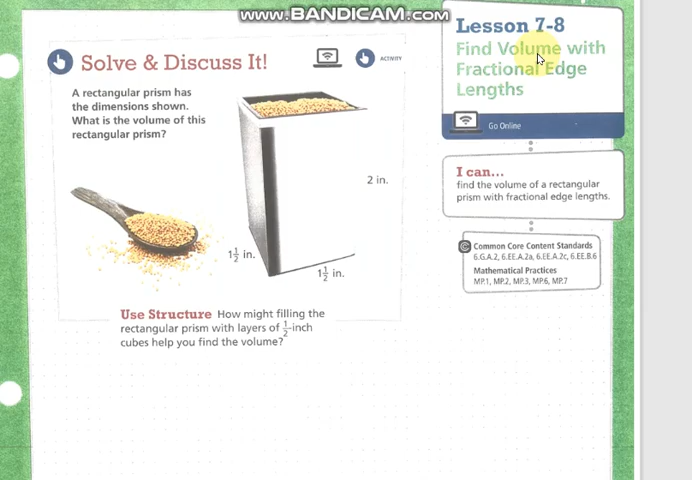 www.BANDICAM.com
Lesson 7-8
Find Volume with
Fractional Edge
Lengths
Go Online
Solve & Discuss It!
ACTIVITY
A rectangular prism has
the dimensions shown.
What is the volume of this
rectangular prism?
2 in.
1 1/2 in.
1 1/2 in.
Use Structure How might filling the
rectangular prism with layers of 1/2-inch
cubes help you find the volume?
I can...
find the volume of a rectangular
prism with fractional edge lengths.
C Common Core Content Standards
6.G.A.2, 6.EE.A.2a, 6.EE.A.2c, 6.EE.B.6
Mathematical Practices
MP.1, MP.2, MP.3, MP.6, MP.7